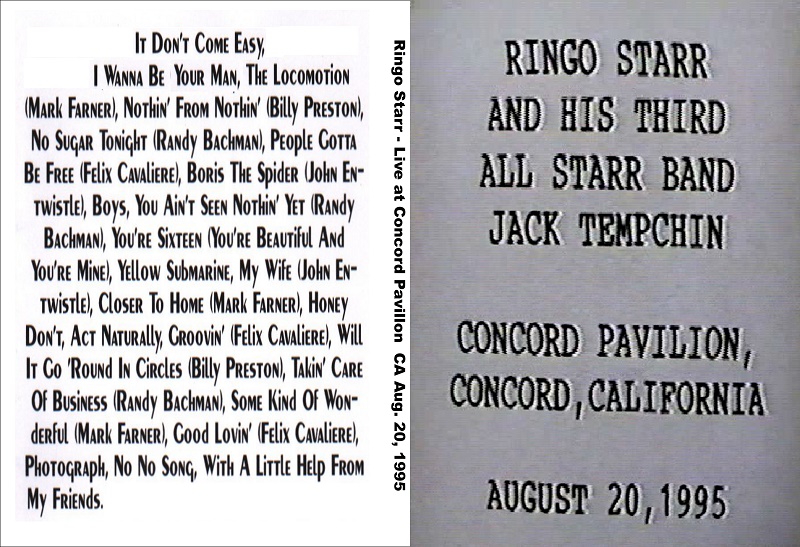 It Don't Come Easy,
I Wanna Be Your Man, The Locomotion
(Mark Farner), Nothin' From Nothin' (Billy Preston),
No Sugar Tonight (Randy Bachman), People Gotta
Be Free (Felix Cavaliere), Boris The Spider (John En-
twistle), Boys, You Ain't Seen Nothin' Yet (Randy
Bachman), You're Sixteen (You're Beautiful And
You're Mine), Yellow Submarine, My Wife (John En-
twistle), Closer To Home (Mark Farner), Honey
Don't, Act Naturally, Groovin' (Felix Cavaliere), Will
It Go 'Round In Circles (Billy Preston), Takin' Care
Of Business (Randy Bachman), Some Kind Of Won-
derful (Mark Farner), Good Lovin' (Felix Cavaliere),
Photograph, No No Song, With A Little Help From
My Friends.
Ringo Starr - Live at Concord Pavillon CA Aug. 20, 1995
RINGO STARR
AND HIS THIRD
ALL STARR BAND
JACK TEMPCHIN
CONCORD PAVILION,
CONCORD,CALIFORNIA
AUGUST 20,1995